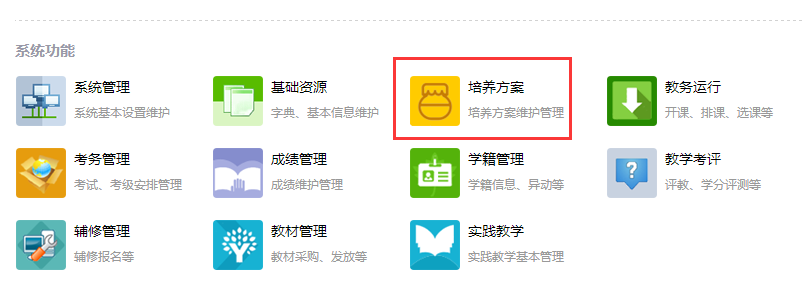 系统功能
系统管理
系统基本设置维护
基础资源
字典、基本信息维护
培养方案
培养方案维护管理
教务运行
开课、排课、选课等
考务管理
考试、考级安排管理
成绩管理
成绩维护管理
学籍管理
学籍信息、异动等
教学考评
评教、学分评测等
辅修管理
辅修报名等
教材管理
教材采购、发放等
实践教学
实践教学基本管理